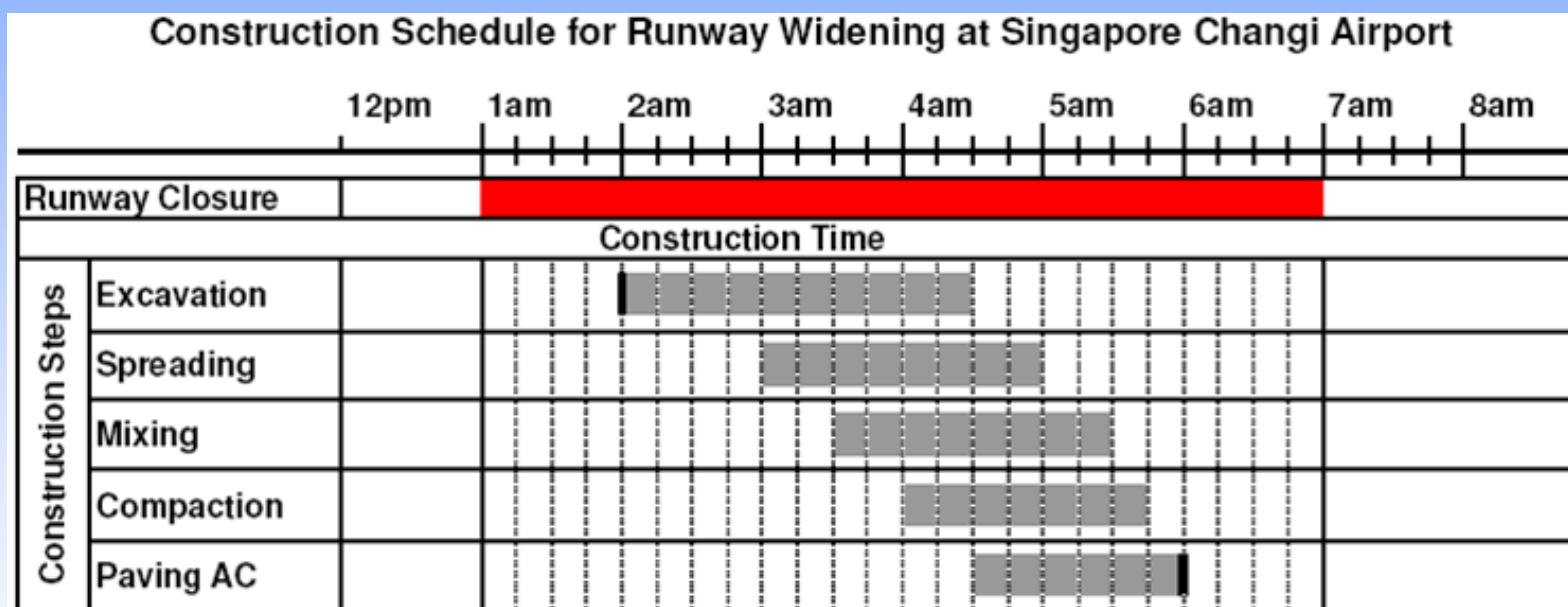 Construction Schedule for Runway Widening at Singapore Changi Airport
12pm 1am 2am 3am 4am 5am 6am 7am 8am
Runway Closure
Construction Time
Construction Steps
Excavation
Spreading
Mixing
Compaction
Paving AC